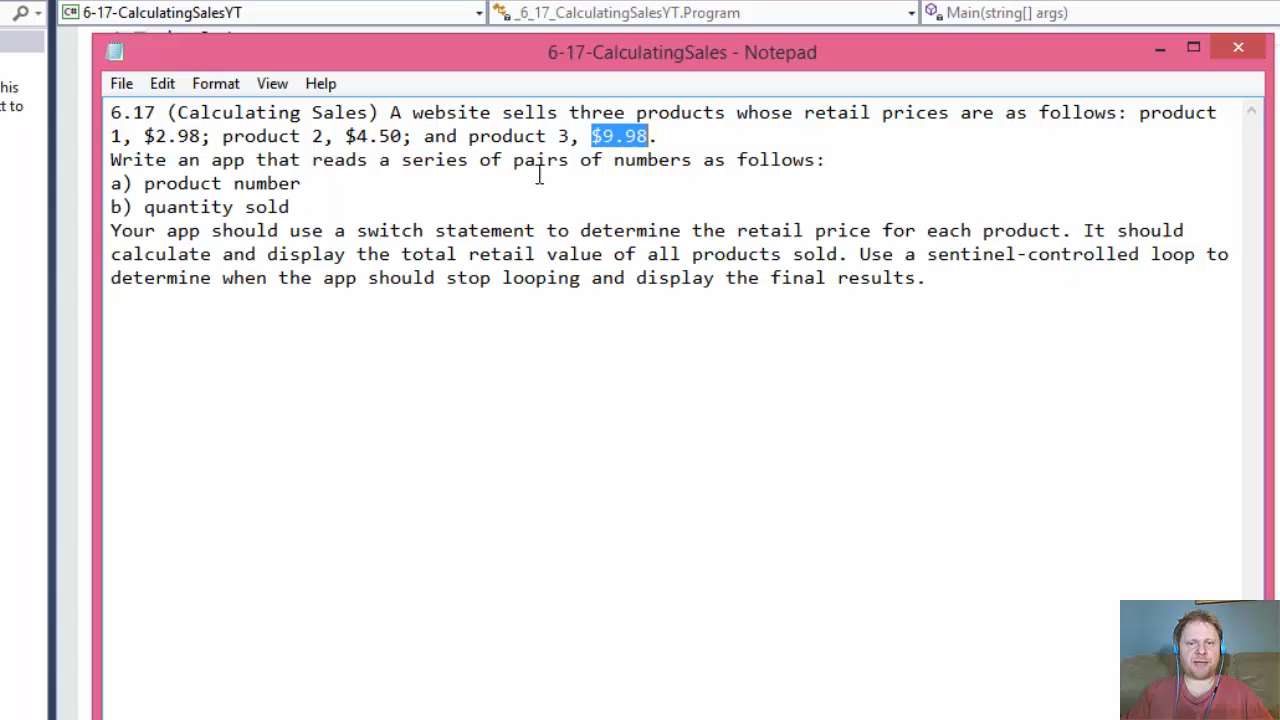 6-17-CalculatingSalesYT
_6_17_CalculatingSalesYT.Program
Main(string[] args)
6-17-CalculatingSales - Notepad
File Edit Format View Help
his
ct to
6.17 (Calculating Sales) A website sells three products whose retail prices are as follows: product
1, $2.98; product 2, $4.50; and product 3, $9.98.
Write an app that reads a series of pairs of numbers as follows:
a) product number
b) quantity sold
Your app should use a switch statement to determine the retail price for each product. It should
calculate and display the total retail value of all products sold. Use a sentinel-controlled loop to
determine when the app should stop looping and display the final results.